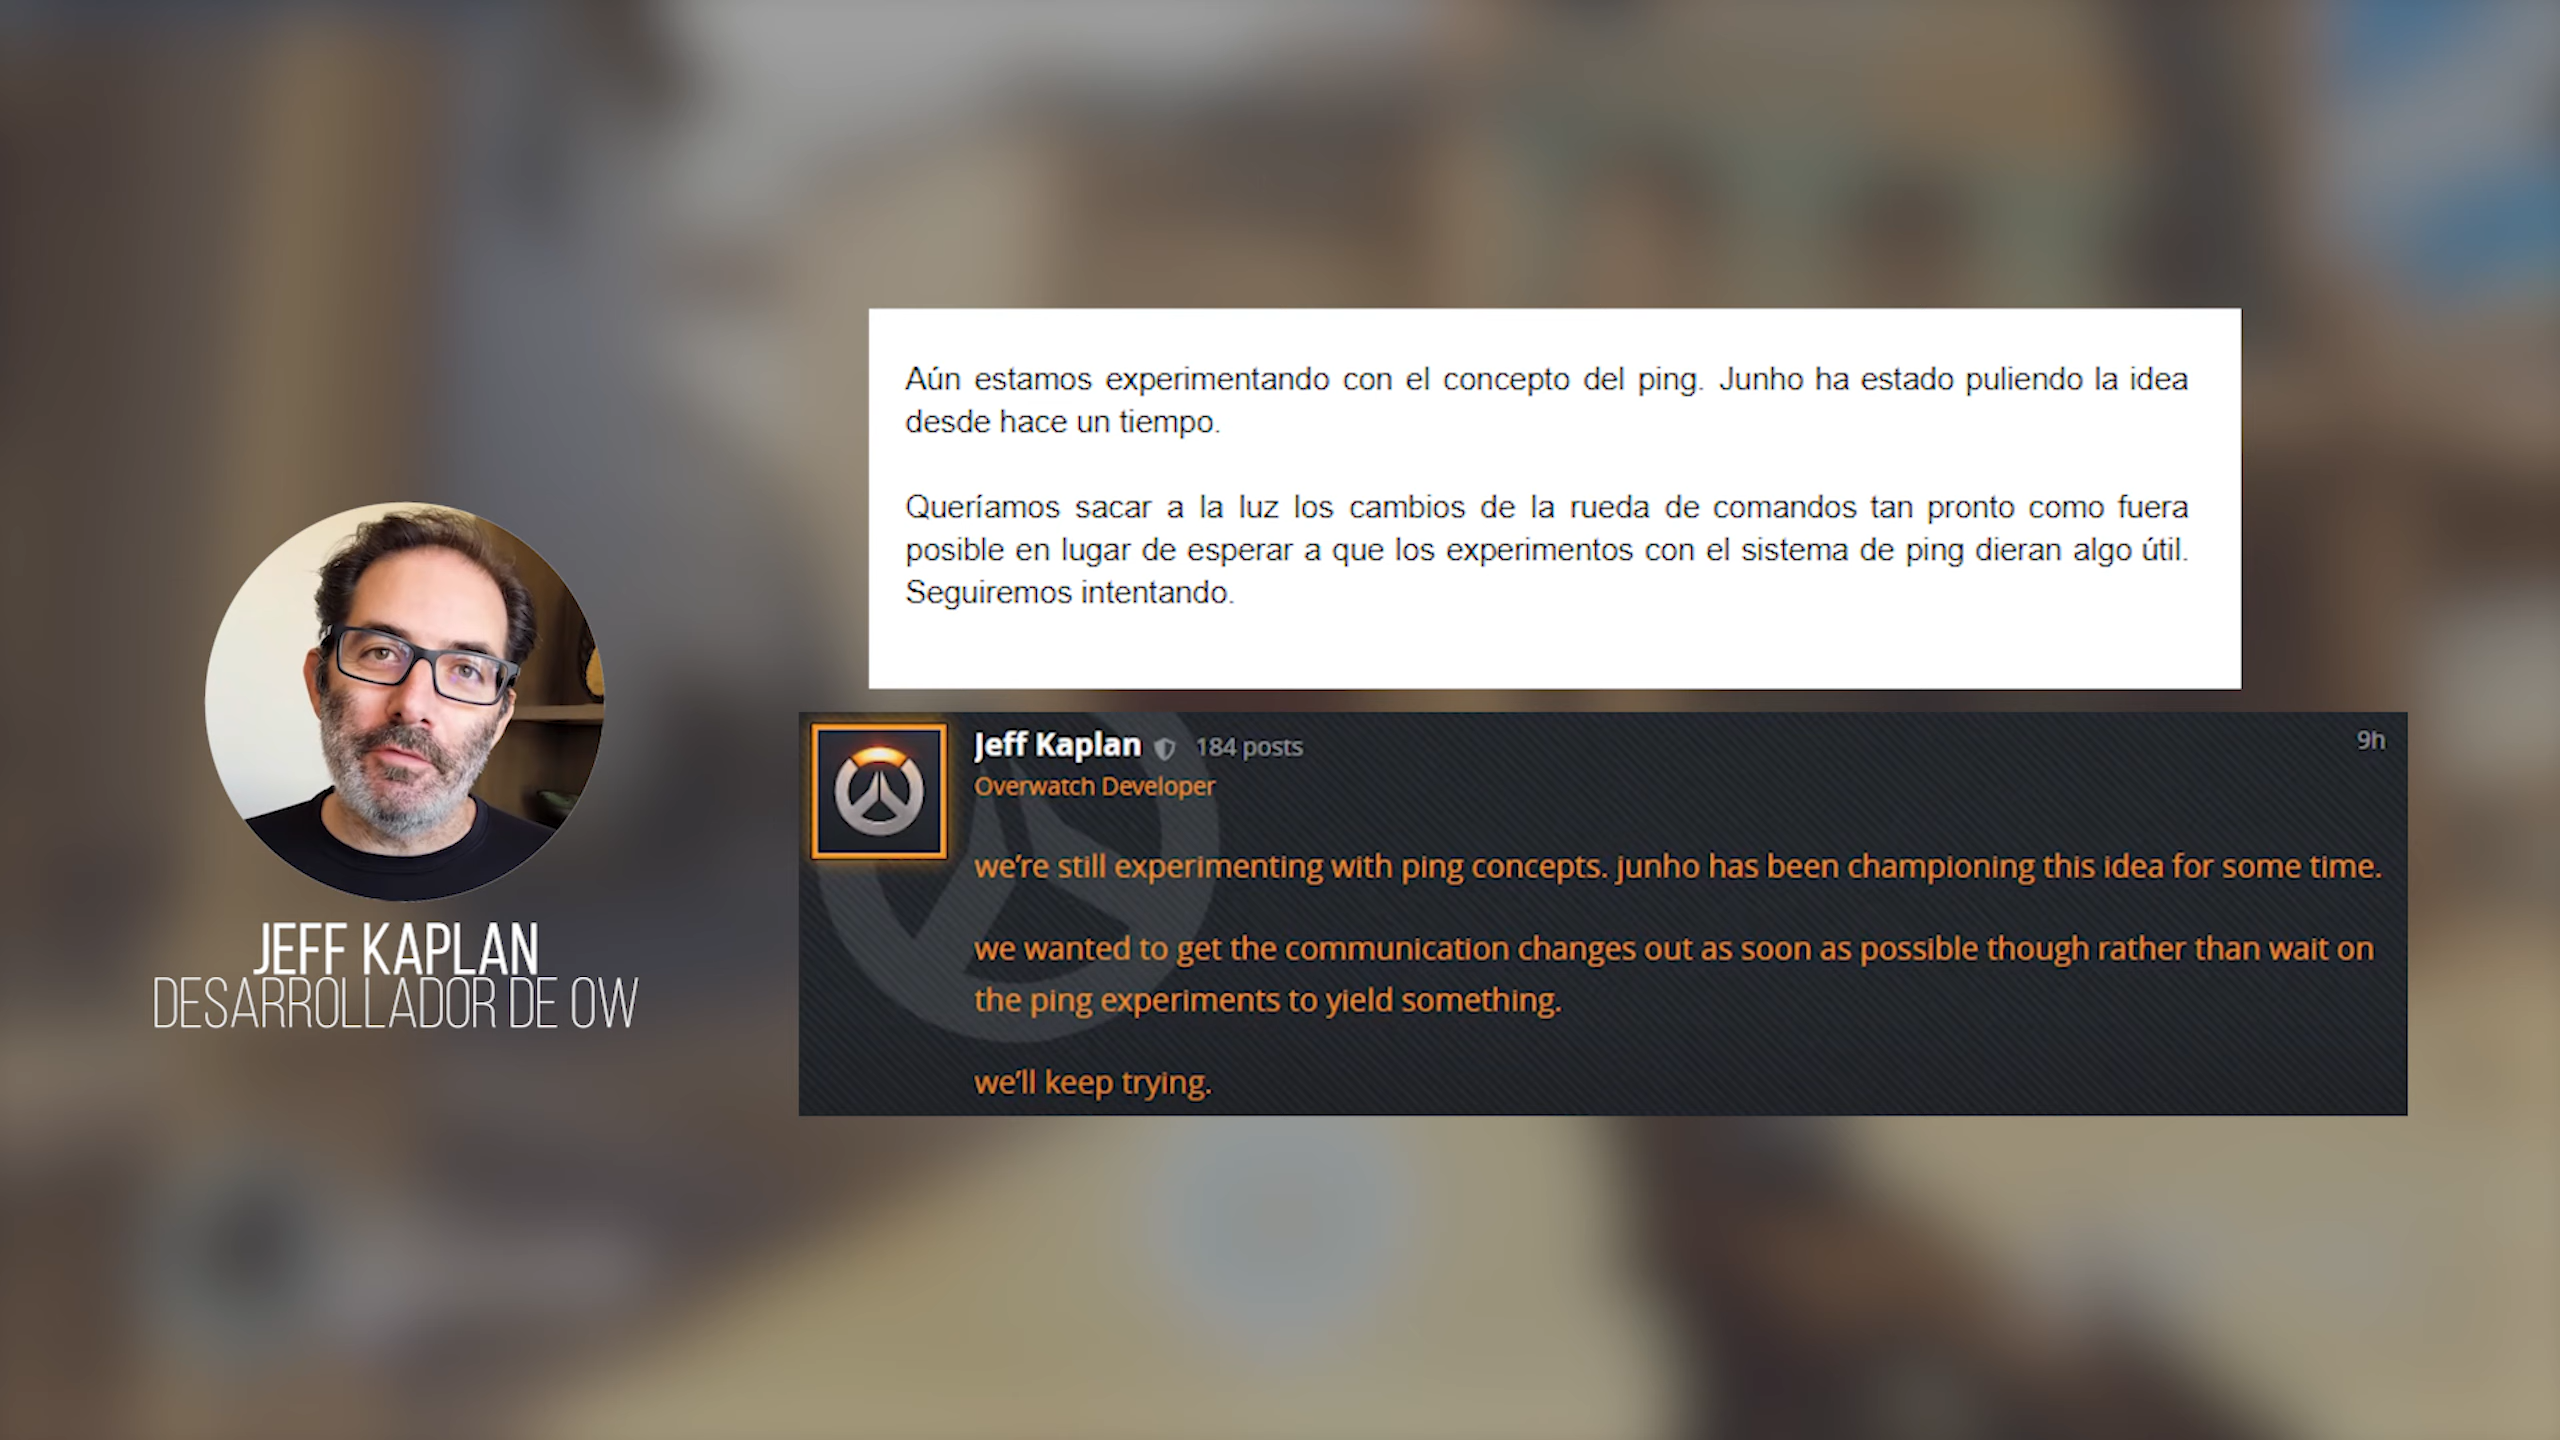 Aún estamos experimentando con el concepto del ping. Junho ha estado puliendo la idea
desde hace un tiempo.
Queríamos sacar a la luz los cambios de la rueda de comandos tan pronto como fuera
posible en lugar de esperar a que los experimentos con el sistema de ping dieran algo útil.
Seguiremos intentando.
JEFF KAPLAN
DESARROLLADOR DE OW
Jeff Kaplan 184 posts 9h
Overwatch Developer
we're still experimenting with ping concepts. junho has been championing this idea for some time.
we wanted to get the communication changes out as soon as possible though rather than wait on
the ping experiments to yield something.
we'll keep trying.